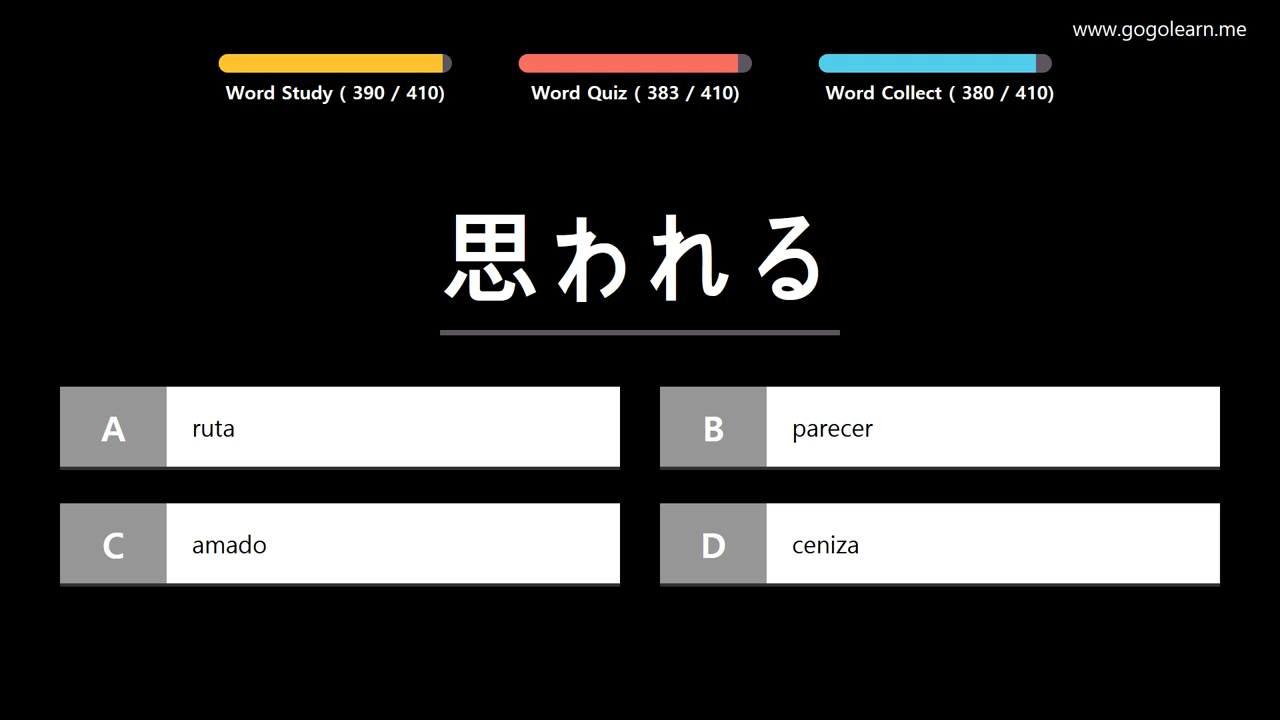 www.gogolearn.me
Word Study ( 390 / 410)
Word Quiz ( 383 / 410)
Word Collect ( 380 / 410)
思われる
A ruta
B parecer
C amado
D ceniza